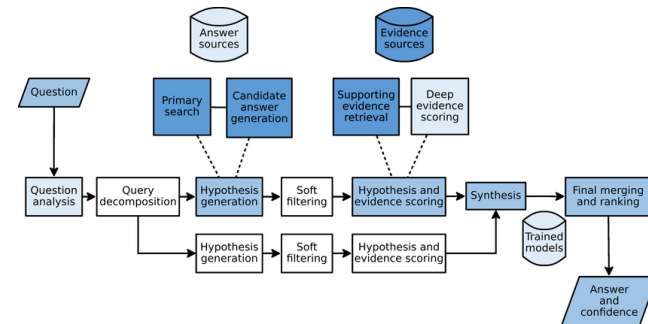 Answer
sources
Evidence
sources
Question
Primary
search
Candidate
answer
generation
Supporting
evidence
retrieval
Deep
evidence
scoring
Question
analysis
Query
decomposition
Hypothesis
generation
Soft
filtering
Hypothesis and
evidence scoring
Synthesis
Final merging
and ranking
Trained
models
Hypothesis
generation
Soft
filtering
Hypothesis and
evidence scoring
Answer
and
confidence